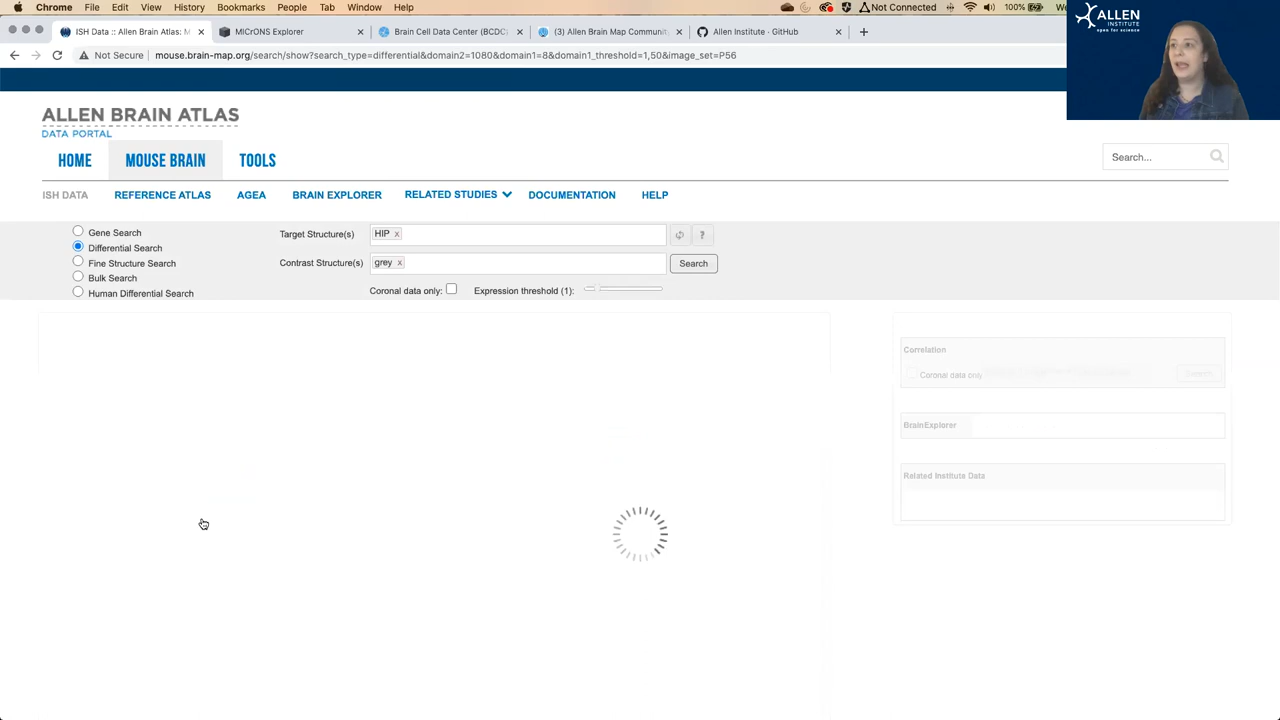 Chrome File Edit View History Bookmarks People Tab Window Help Not Connected 100%
ISH Data :: Allen Brain Atlas: M × MICrONS Explorer × Brain Cell Data Center (BCDC) × (3) Allen Brain Map Communi × Allen Institute · GitHub × +
ALLEN
INSTITUTE
open for science
Not Secure mouse.brain-map.org/search/show?search_type=differential&domain2=1080&domain1=8&domain1_threshold=1,50&image_set=P56
ALLEN BRAIN ATLAS
DATA PORTAL
HOME MOUSE BRAIN TOOLS
Search...
ISH DATA REFERENCE ATLAS AGEA BRAIN EXPLORER RELATED STUDIES DOCUMENTATION HELP
Gene Search
Differential Search
Fine Structure Search
Bulk Search
Human Differential Search
Target Structure(s) HIP x ?
Contrast Structure(s) grey x Search
Coronal data only: Expression threshold (1):
Correlation
Coronal data only Search
BrainExplorer
Related Institute Data